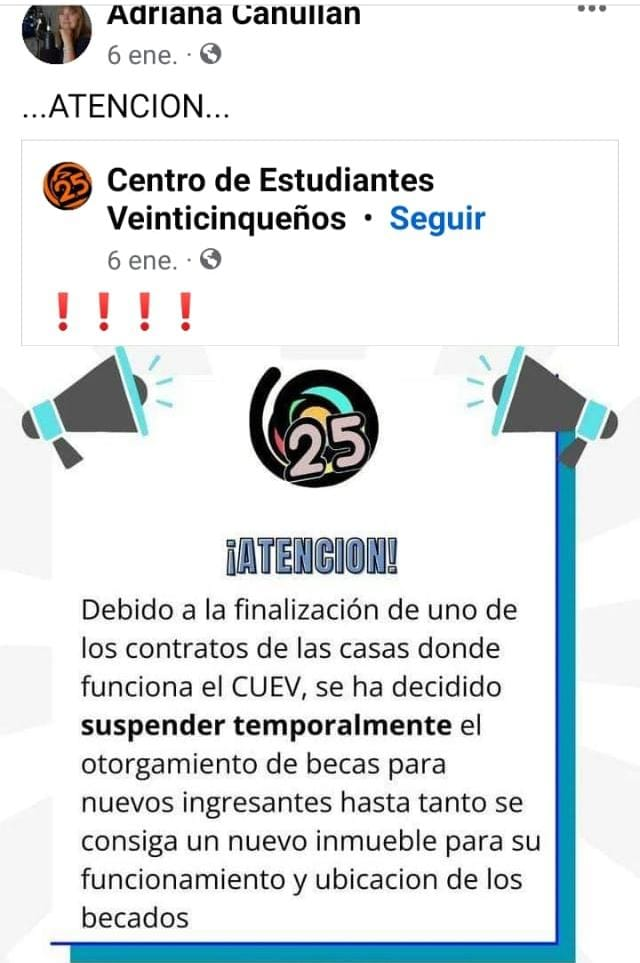 Adriana Canullan
6 ene. ·
...ATENCION...
Centro de Estudiantes
Veinticinqueños · Seguir
6 ene. ·
❗❗❗❗
25
25
¡ATENCION!
Debido a la finalización de uno de
los contratos de las casas donde
funciona el CUEV, se ha decidido
suspender temporalmente el
otorgamiento de becas para
nuevos ingresantes hasta tanto se
consiga un nuevo inmueble para su
funcionamiento y ubicacion de los
becados